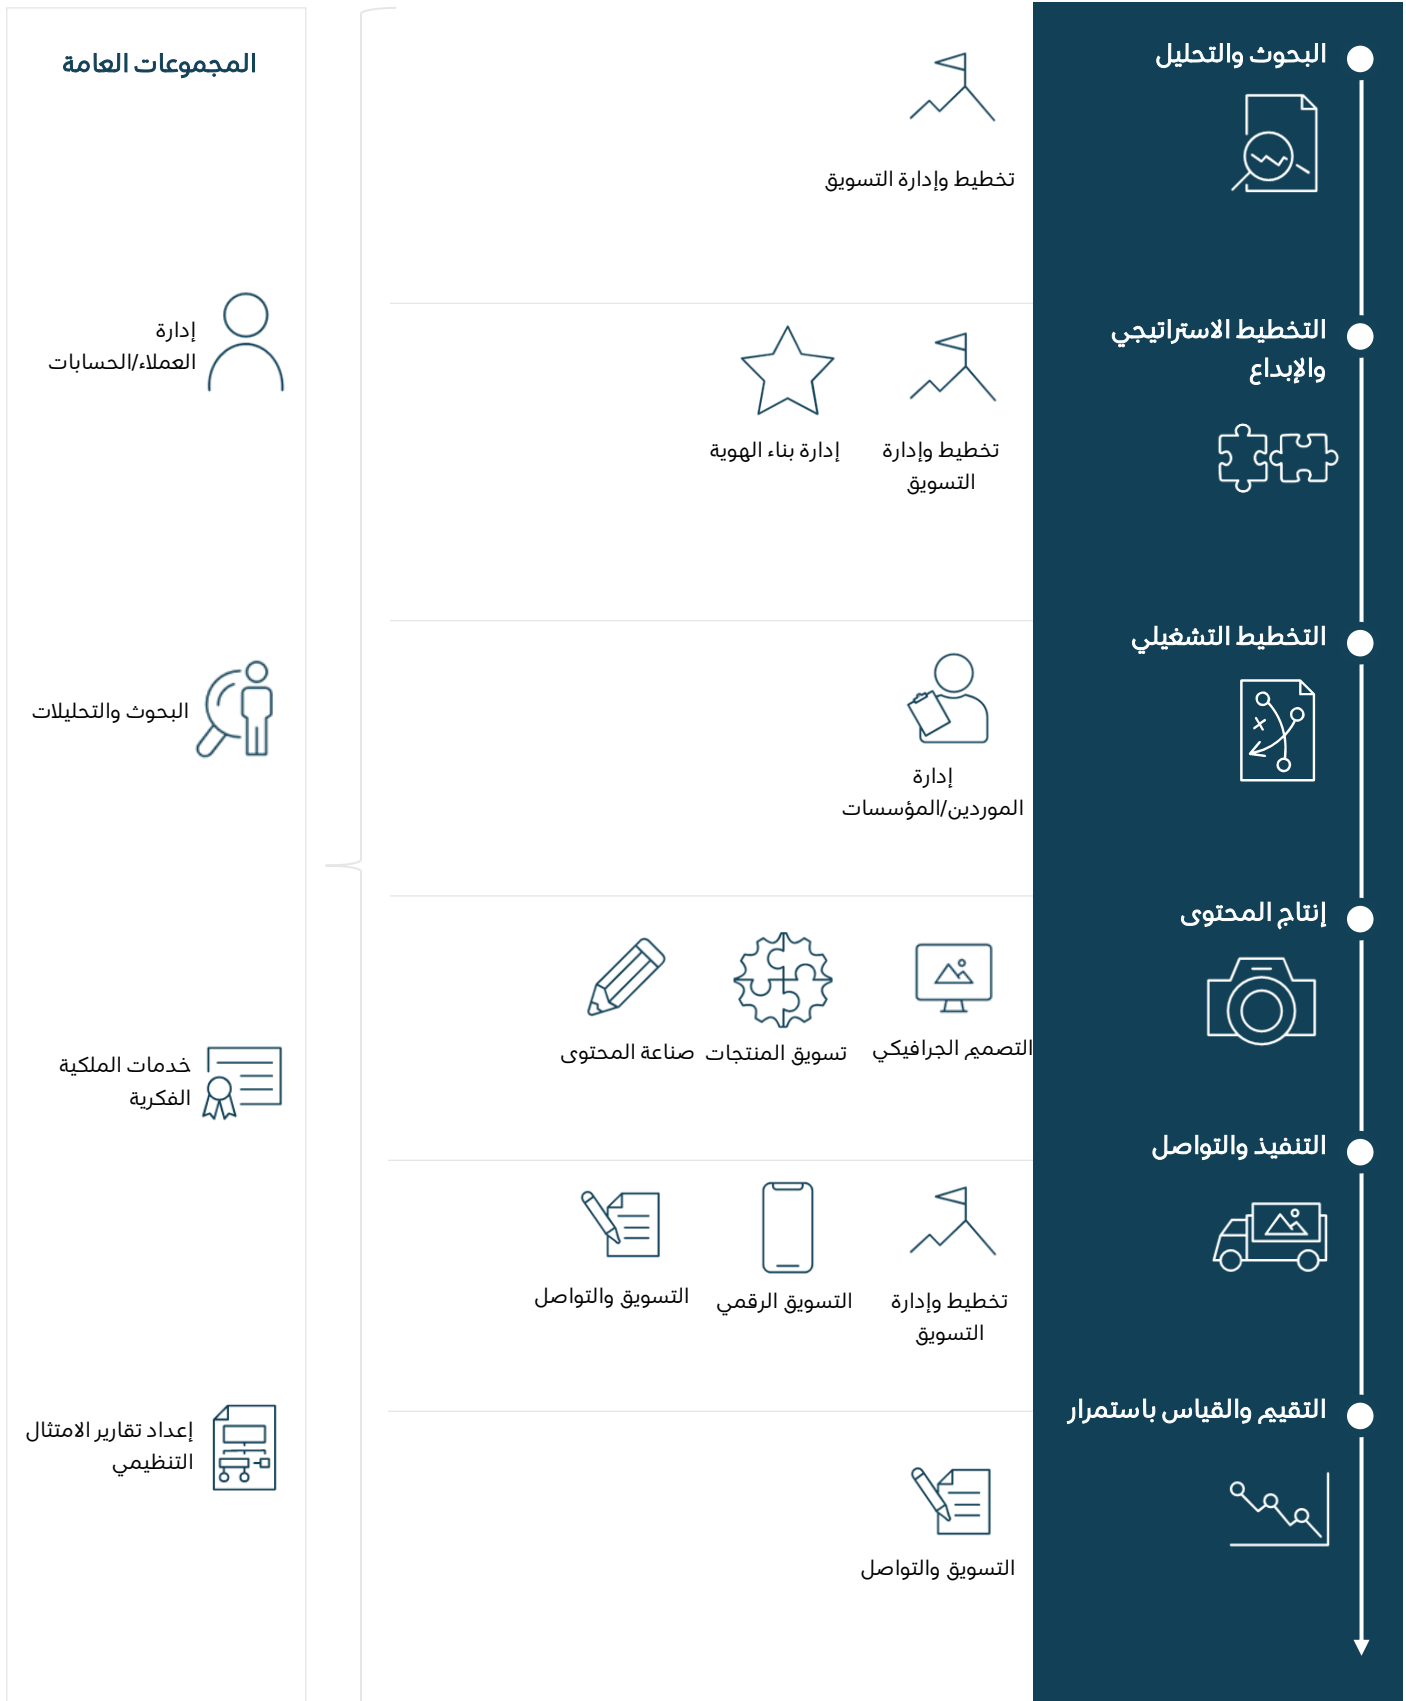 البحوث والتحليل
تخطيط وإدارة التسويق
التخطيط الاستراتيجي
والإبداع
تخطيط وإدارة
التسويق
إدارة بناء الهوية
التخطيط التشغيلي
إدارة
الموردين/المؤسسات
إنتاج المحتوى
التصميم الجرافيكي
تسويق المنتجات
صناعة المحتوى
التنفيذ والتواصل
تخطيط وإدارة
التسويق
التسويق الرقمي
التسويق والتواصل
التقييم والقياس باستمرار
التسويق والتواصل
المجموعات العامة
إدارة
العملاء/الحسابات
البحوث والتحليلات
خدمات الملكية
الفكرية
إعداد تقارير الامتثال
التنظيمي